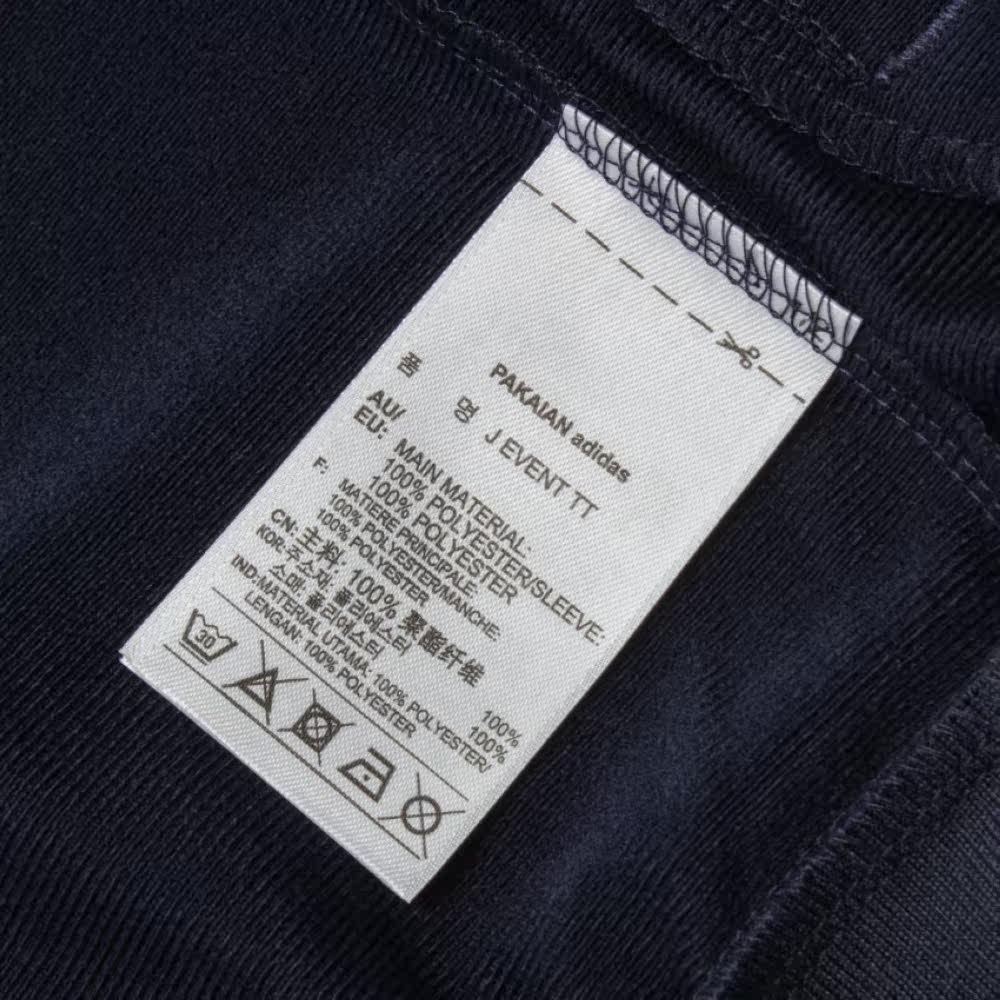 PAKAIAN adidas
품 명 J EVENT TT
AU/
EU: MAIN MATERIAL:
100% POLYESTER/SLEEVE:
100% POLYESTER
F: MATIERE PRINCIPALE:
100% POLYESTER/MANCHE:
100% POLYESTER
CN: 主料: 100% 聚酯纤维
KOR: 주소재: 폴리에스터 100%
소매: 폴리에스터 100%
IND: MATERIAL UTAMA: 100% POLYESTER/
LENGAN: 100% POLYESTER
30